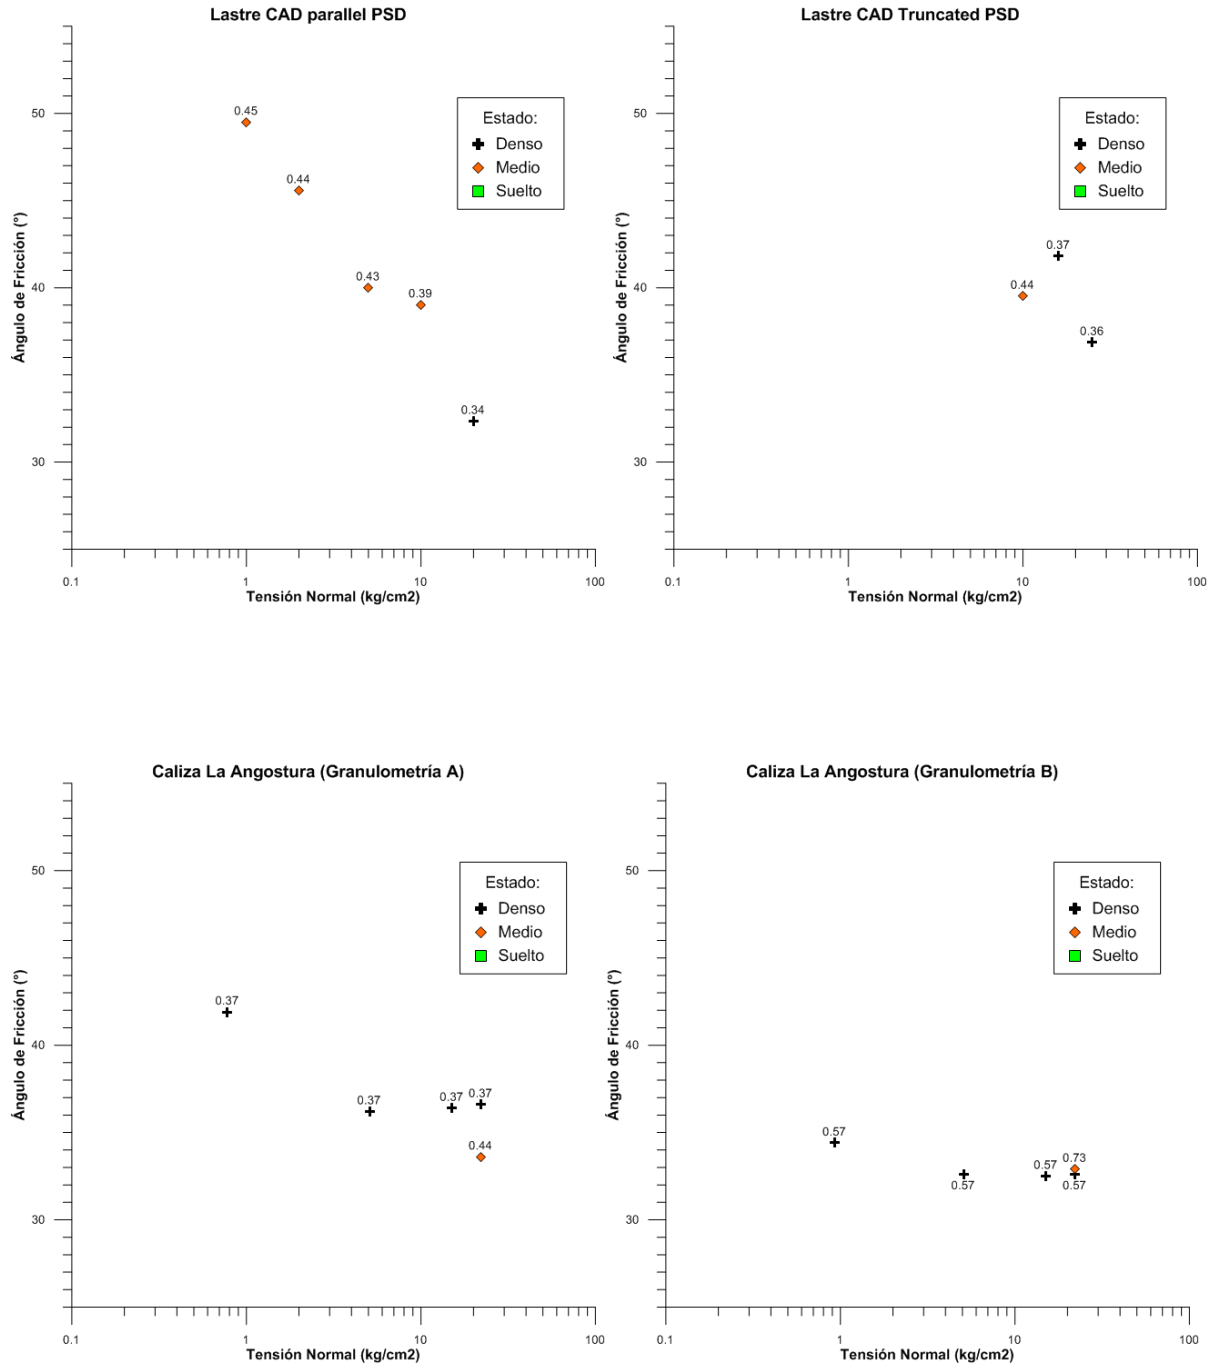 Lastre CAD parallel PSD
50
40
30
0.1
1
10
100
Ángulo de Fricción (°)
Tensión Normal (kg/cm2)
Estado:
Denso
Medio
Suelto
0.45
0.44
0.43
0.39
0.34
Lastre CAD Truncated PSD
50
40
30
0.1
1
10
100
Ángulo de Fricción (°)
Tensión Normal (kg/cm2)
Estado:
Denso
Medio
Suelto
0.37
0.44
0.36
Caliza La Angostura (Granulometría A)
50
40
30
0.1
1
10
100
Ángulo de Fricción (°)
Tensión Normal (kg/cm2)
Estado:
Denso
Medio
Suelto
0.37
0.37
0.37
0.37
0.44
Caliza La Angostura (Granulometría B)
50
40
30
0.1
1
10
100
Ángulo de Fricción (°)
Tensión Normal (kg/cm2)
Estado:
Denso
Medio
Suelto
0.57
0.57
0.57
0.73
0.57